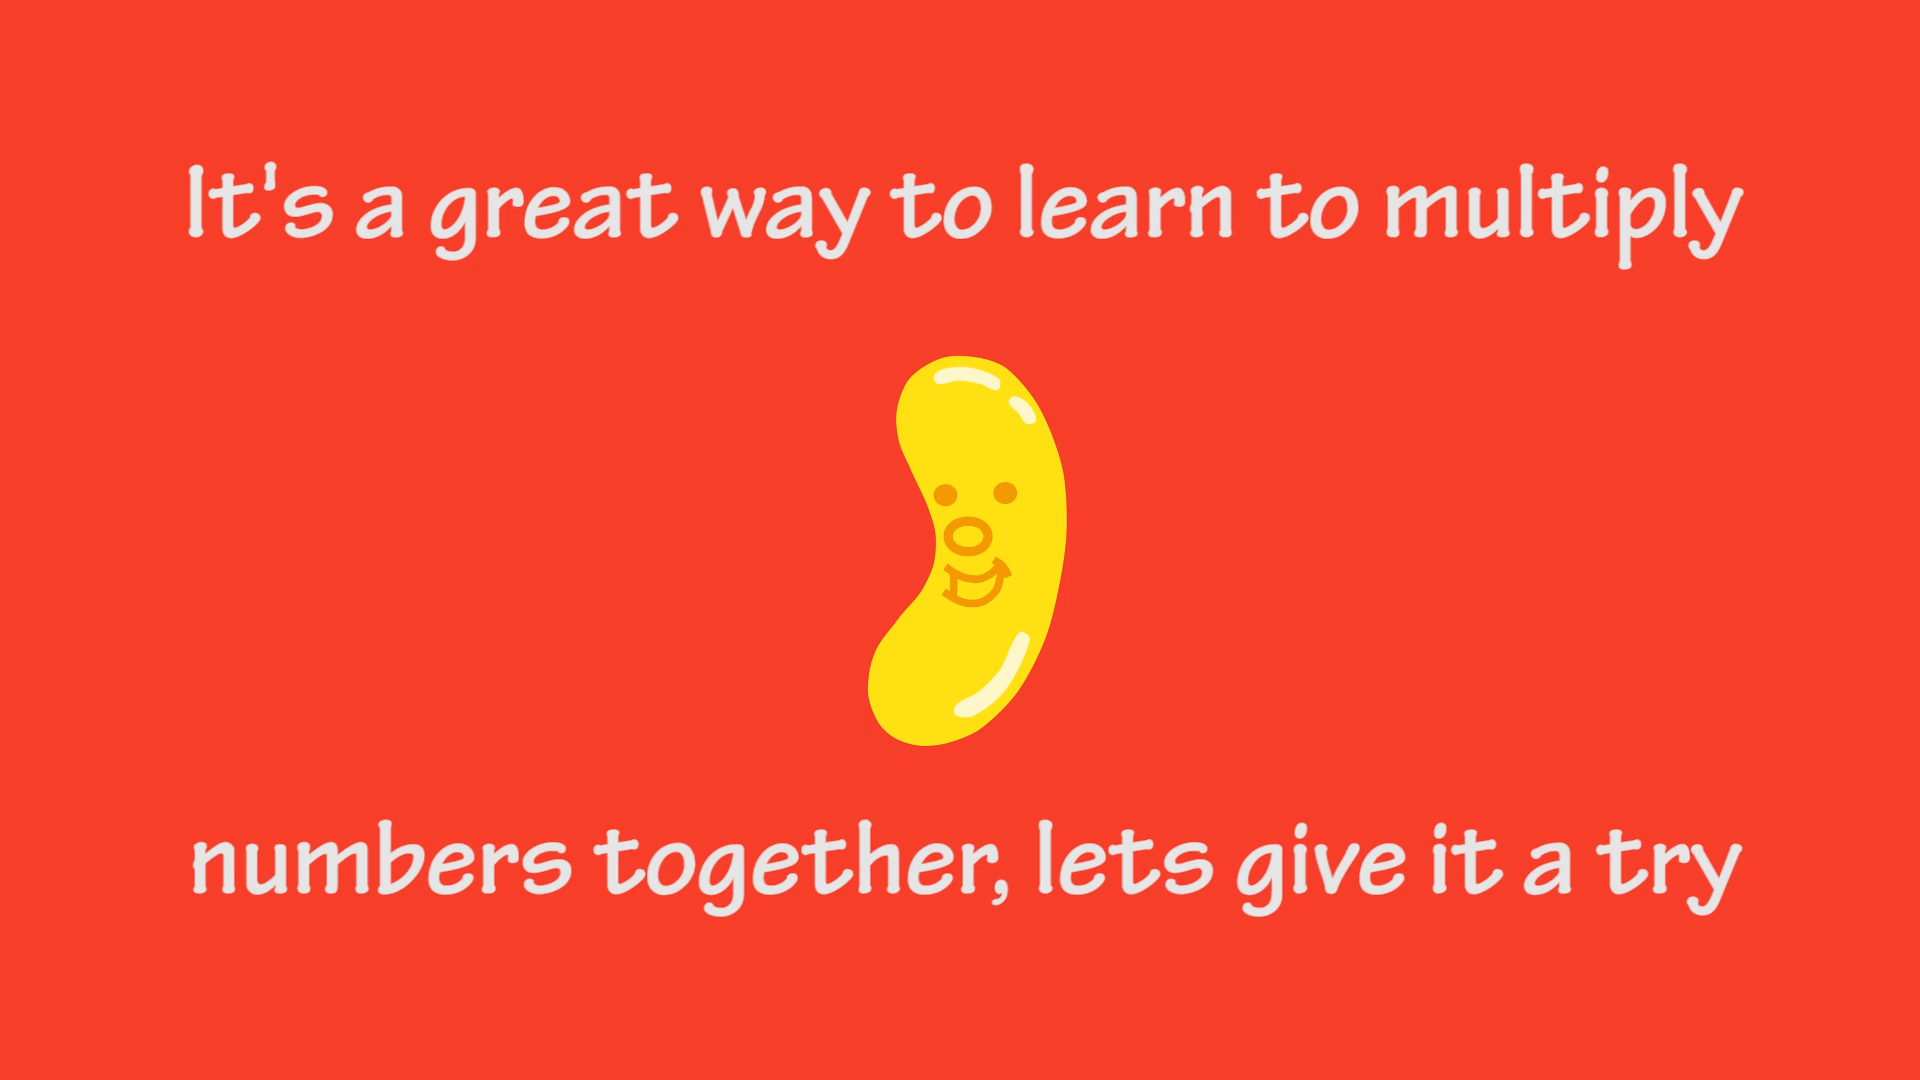 It's a great way to learn to multiply
numbers together, lets give it a try